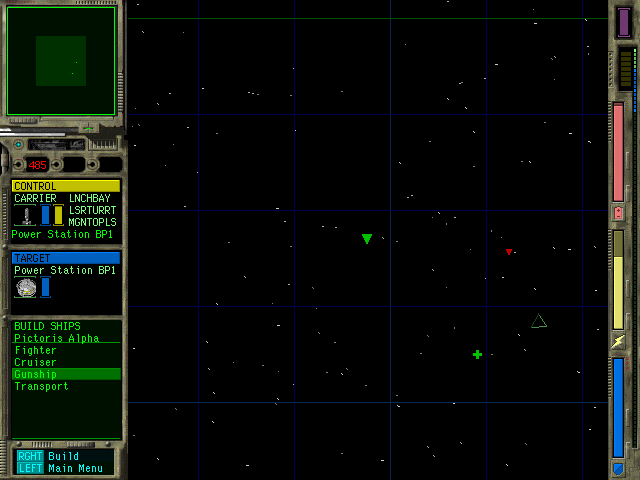 485
CONTROL
CARRIER LNCHBAY
LSRTURRT
MGNTOPLS
Power Station BP1
TARGET
Power Station BP1
BUILD SHIPS
Pictoris Alpha
Fighter
Cruiser
Gunship
Transport
RGHT Build
LEFT Main Menu